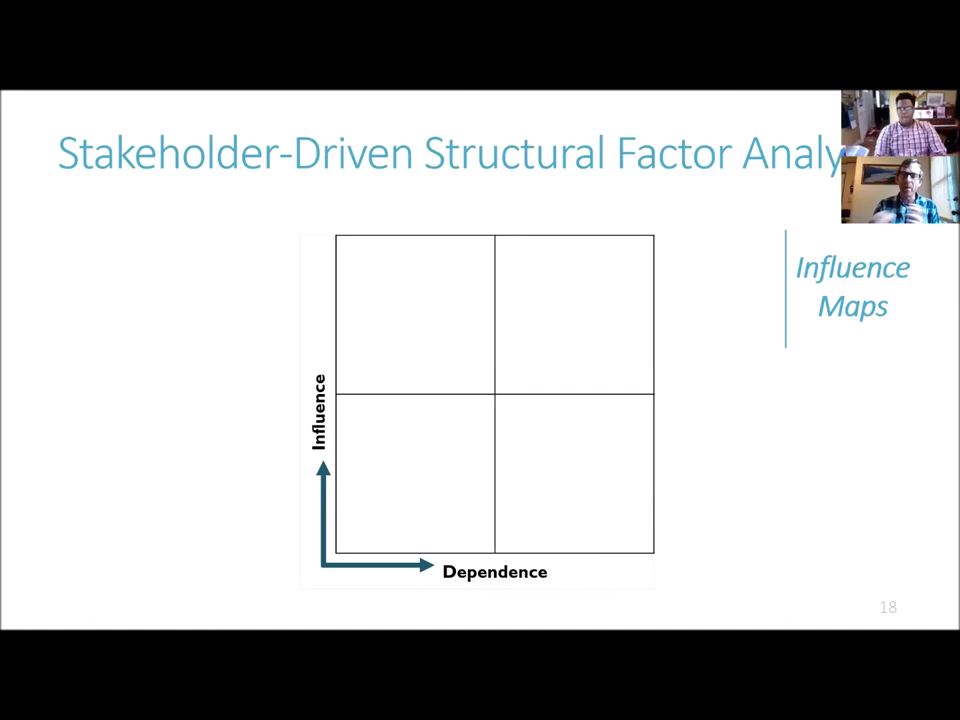 Stakeholder-Driven Structural Factor Analy
Influence
Maps
Influence
Dependence
18